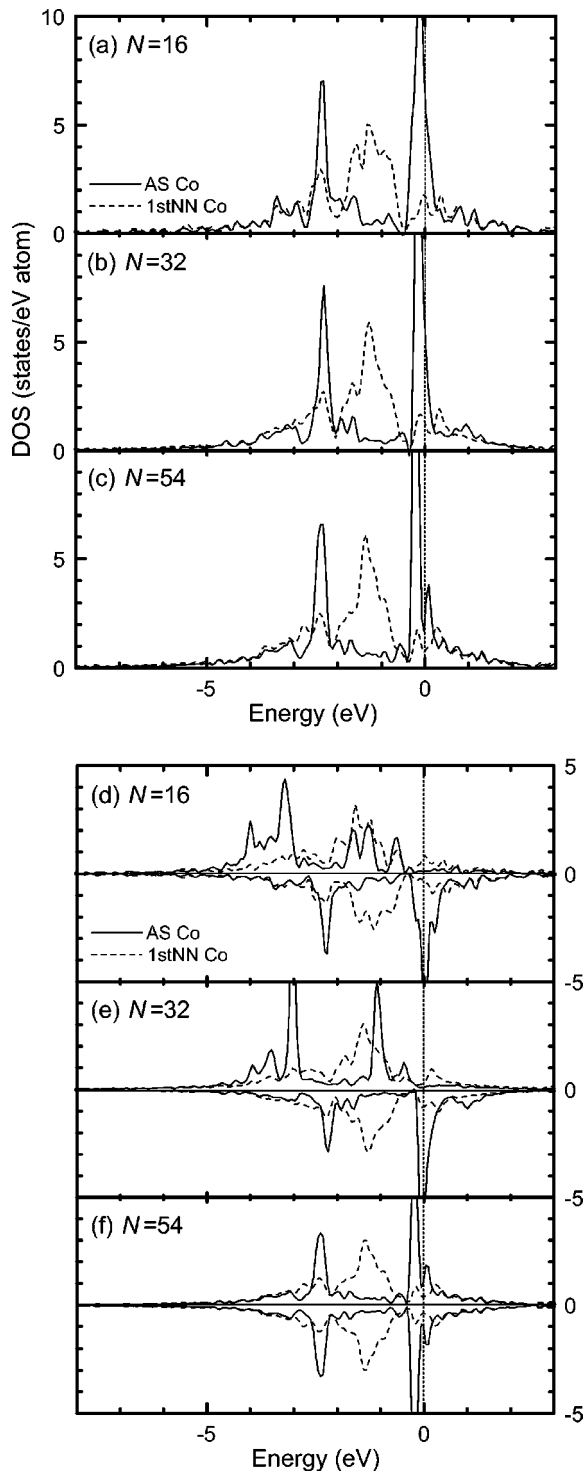 10
(a) N=16
5
AS Co
1stNN Co
0
(b) N=32
5
DOS (states/eV atom)
0
(c) N=54
5
0
-5
0
Energy (eV)
5
(d) N=16
0
AS Co
1stNN Co
-5
(e) N=32
0
-5
(f) N=54
0
-5
-5
0
Energy (eV)